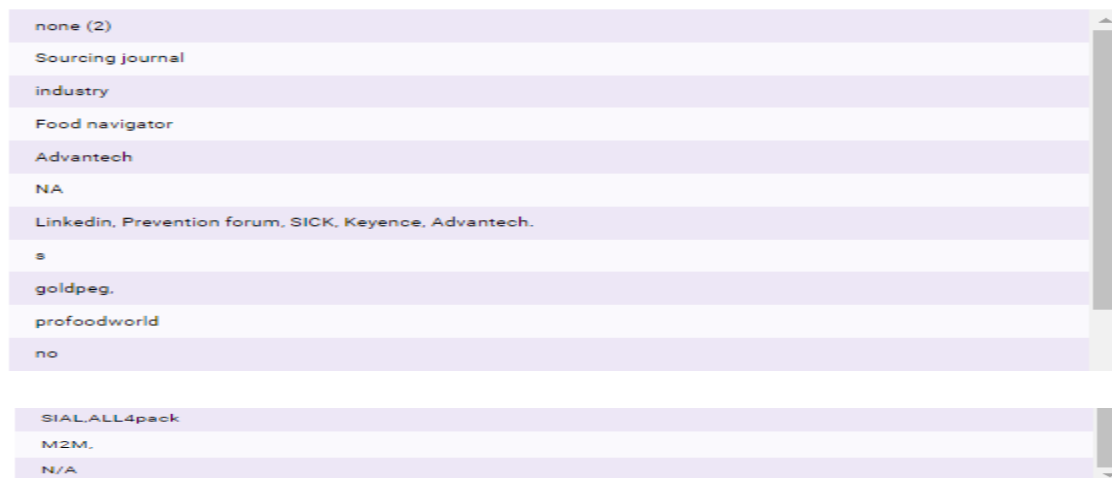 none (2)
Sourcing journal
industry
Food navigator
Advantech
NA
Linkedin, Prevention forum, SICK, Keyence, Advantech.
s
goldpeg,
profoodworld
no
SIAL,ALL4pack
M2M,
N/A